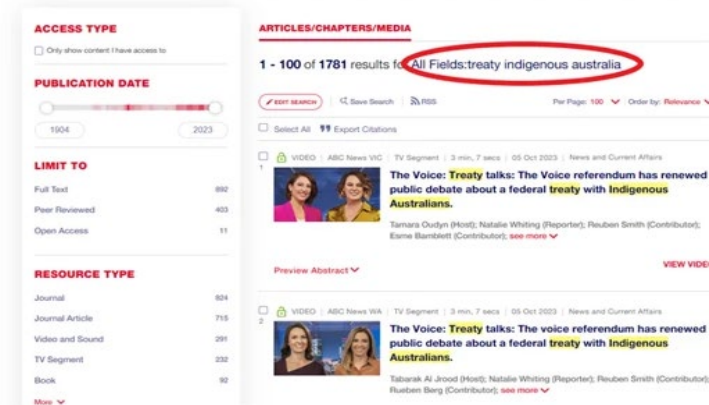 ACCESS TYPE
Only show content I have access to
PUBLICATION DATE
1904 2023
LIMIT TO
Full Text 892
Peer Reviewed 403
Open Access 11
RESOURCE TYPE
Journal 824
Journal Article 715
Video and Sound 291
TV Segment 232
Book 92
More
ARTICLES/CHAPTERS/MEDIA
1 - 100 of 1781 results for All Fields:treaty indigenous australia
EDIT SEARCH Save Search RSS Per Page: 100 Order by: Relevance
Select All Export Citations
1
VIDEO | ABC News VIC | TV Segment | 3 min, 7 secs | 05 Oct 2023 | News and Current Affairs
The Voice: Treaty talks: The Voice referendum has renewed
public debate about a federal treaty with Indigenous
Australians.
Tamara Oudyn (Host); Natalie Whiting (Reporter); Reuben Smith (Contributor);
Esme Bamblett (Contributor); see more
Preview Abstract VIEW VIDEO
2
VIDEO | ABC News WA | TV Segment | 3 min, 7 secs | 05 Oct 2023 | News and Current Affairs
The Voice: Treaty talks: The voice referendum has renewed
public debate about a federal treaty with Indigenous
Australians.
Tabarak Al Jrood (Host); Natalie Whiting (Reporter); Reuben Smith (Contributor);
Rueben Berg (Contributor); see more